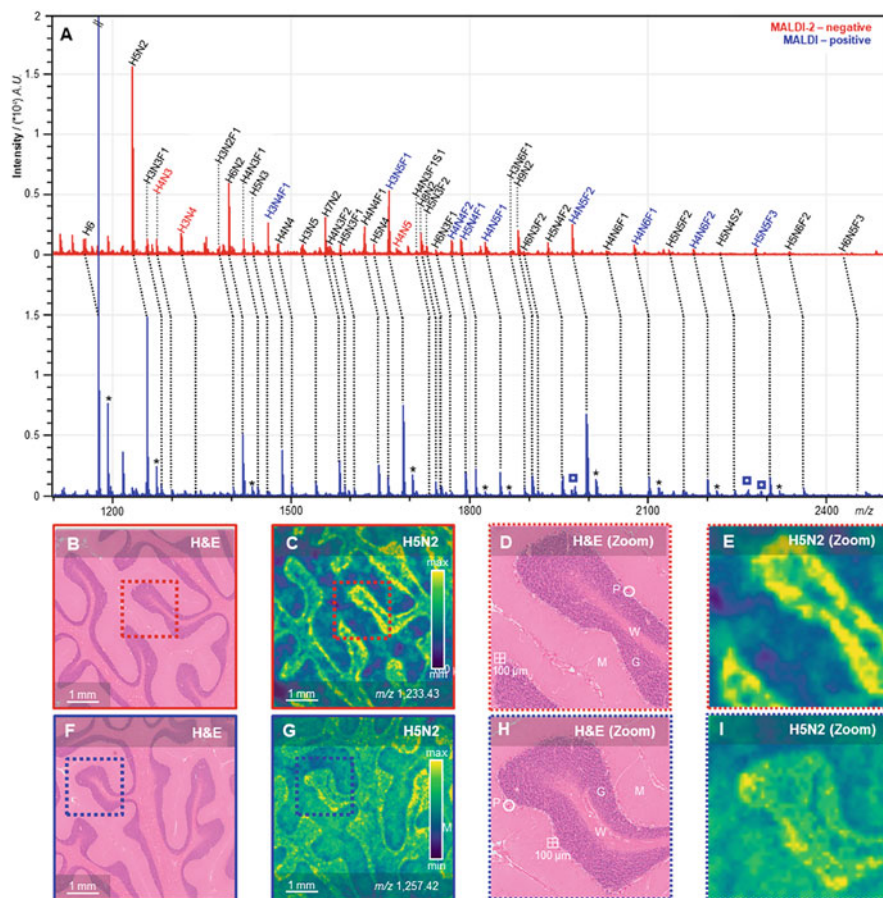 A
MALDI-2 – negative
MALDI – positive
Intensity / (*10⁵) A.U.
2
1.5
1
0.5
0
1.5
1
0.5
0
H6
H5N2
H3N3F1
H4N3
H3N4
H3N2F1
H6N2
H4N3F1
H5N3
H3N4F1
H4N4
H3N5
H7N2
H4N3F2
H5N3F1
H4N4F1
H5N4
H3N5F1
H4N5
H4N3F1S1
H5N3F2
H6N3F1
H4N4F2
H5N4F1
H4N5F1
H3N6F1
H9N2
H6N3F2
H5N4F2
H4N5F2
H4N6F1
H4N6F1
H5N5F2
H4N6F2
H5N4S2
H5N5F3
H5N6F2
H6N5F3
* * * * * * * * * *
1200
1500
1800
2100
2400
m/z
B
H&E
1 mm
C
H5N2
max
min
1 mm
m/z 1,233.43
D
H&E (Zoom)
P
W
G
M
100 µm
E
H5N2 (Zoom)
F
H&E
1 mm
G
H5N2
max
min
M
1 mm
m/z 1,257.42
H
H&E (Zoom)
P
G
M
W
100 µm
I
H5N2 (Zoom)